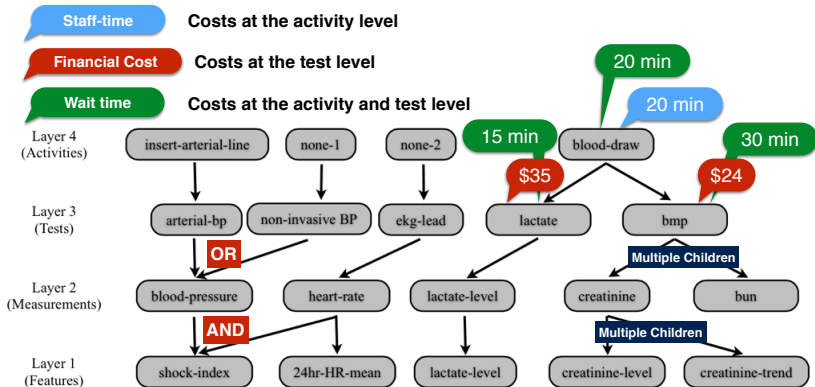 Staff-time Costs at the activity level
Financial Cost Costs at the test level
20 min
Wait time Costs at the activity and test level
20 min
Layer 4
(Activities)
insert-arterial-line none-1 none-2 15 min blood-draw 30 min
$35 $24
Layer 3
(Tests)
arterial-bp non-invasive BP ekg-lead lactate bmp
OR Multiple Children
Layer 2
(Measurements)
blood-pressure heart-rate lactate-level creatinine bun
AND Multiple Children
Layer 1
(Features)
shock-index 24hr-HR-mean lactate-level creatinine-level creatinine-trend